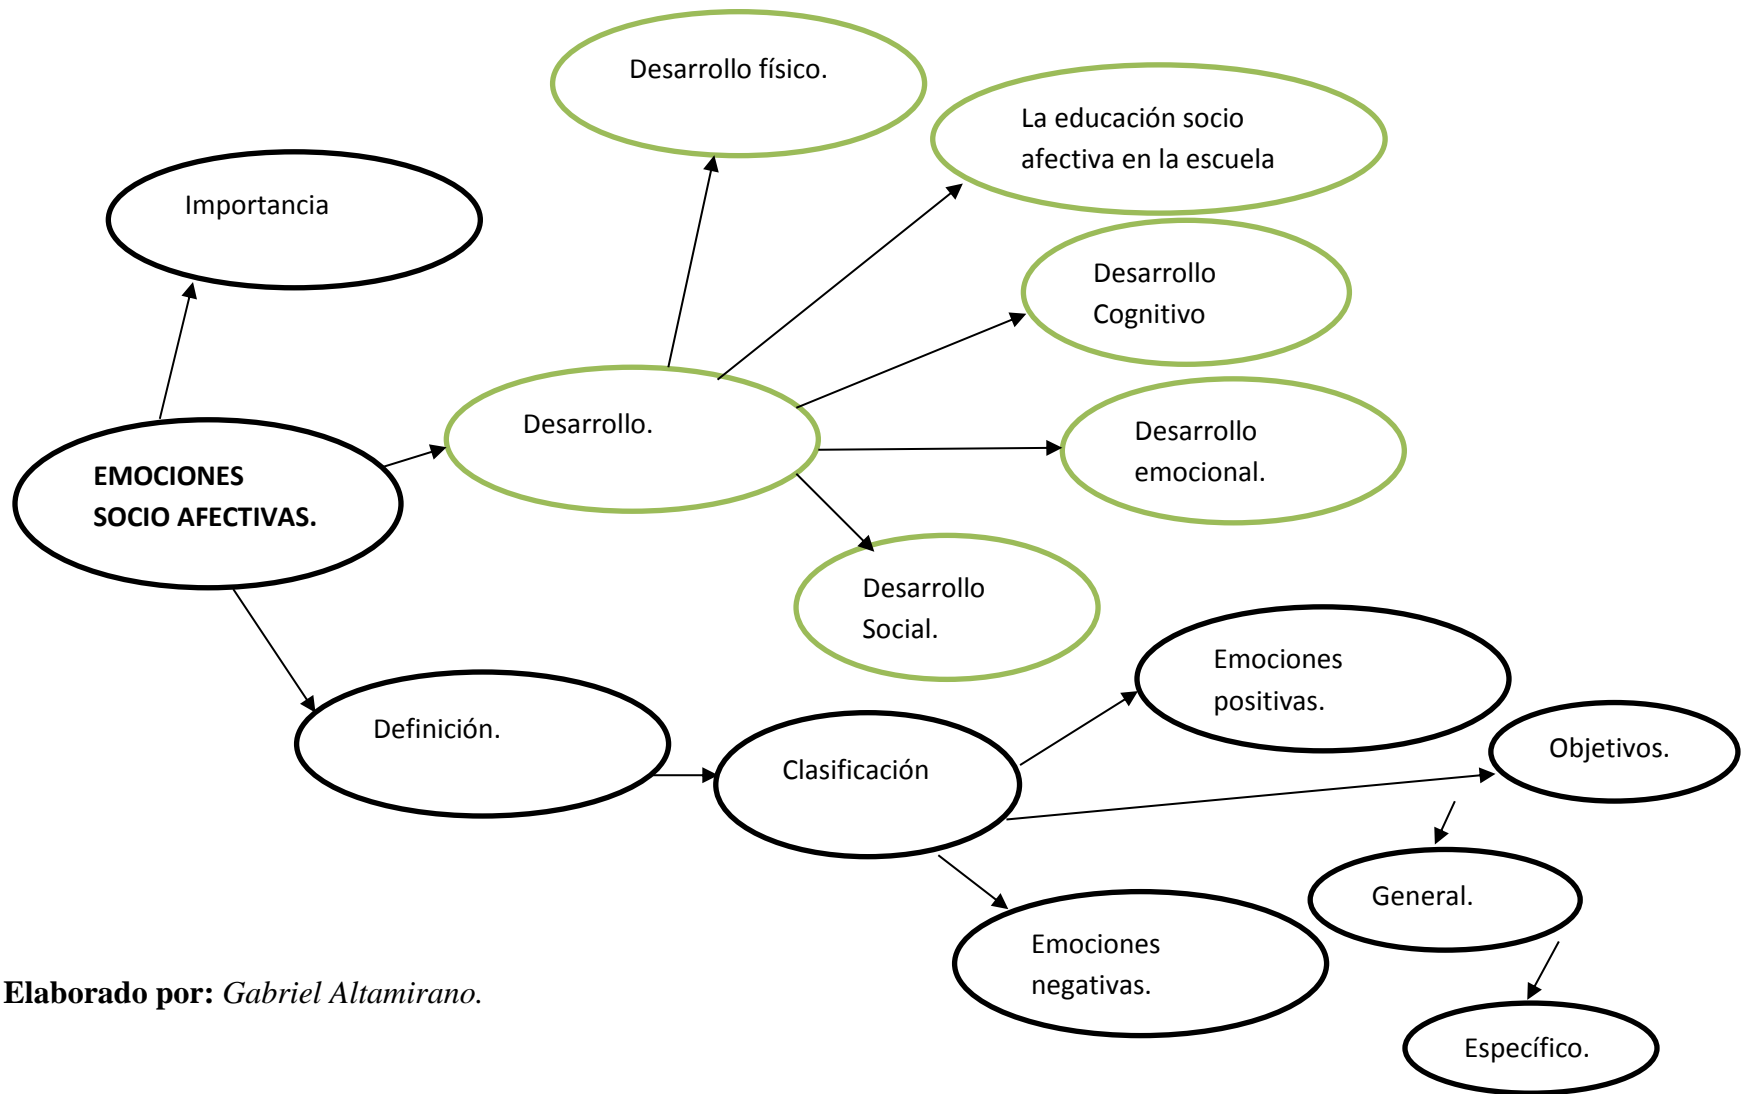 Desarrollo físico.
La educación socio
afectiva en la escuela
Importancia
Desarrollo
Cognitivo
Desarrollo.
Desarrollo
emocional.
EMOCIONES
SOCIO AFECTIVAS.
Desarrollo
Social.
Emociones
positivas.
Definición.
Objetivos.
Clasificación
General.
Emociones
negativas.
Elaborado por: Gabriel Altamirano.
Específico.